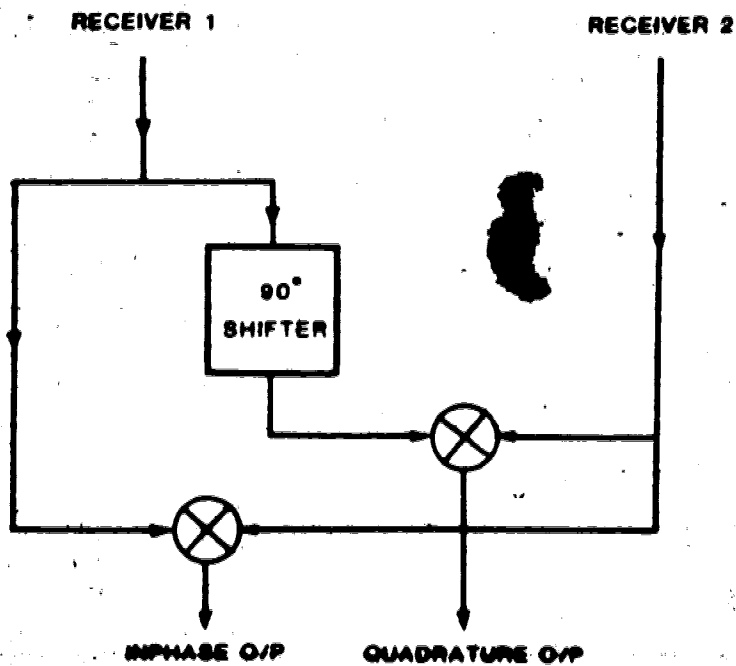 RECEIVER 1
RECEIVER 2
90°
SHIFTER
INPHASE O/P
QUADRATURE O/P